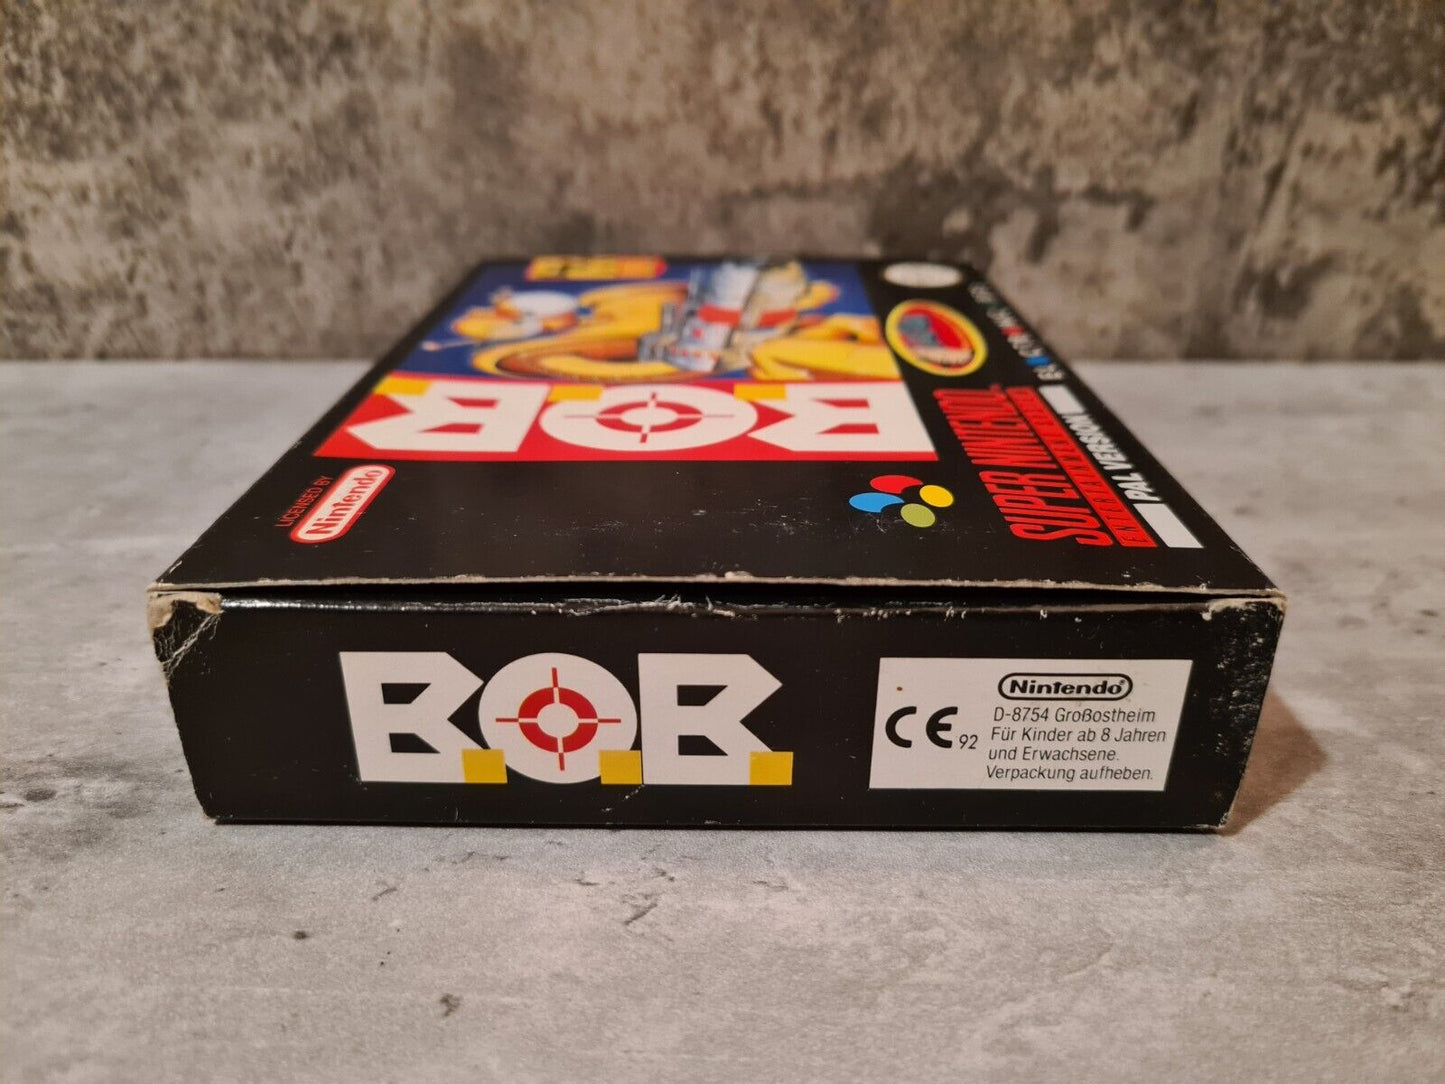 B.O.B.
LICENSED BY
Nintendo
SUPER NINTENDO
PAL VERSION
B.O.B.
CE 92
Nintendo®
D-8754 Großostheim
Für Kinder ab 8 Jahren
und Erwachsene.
Verpackung aufheben.